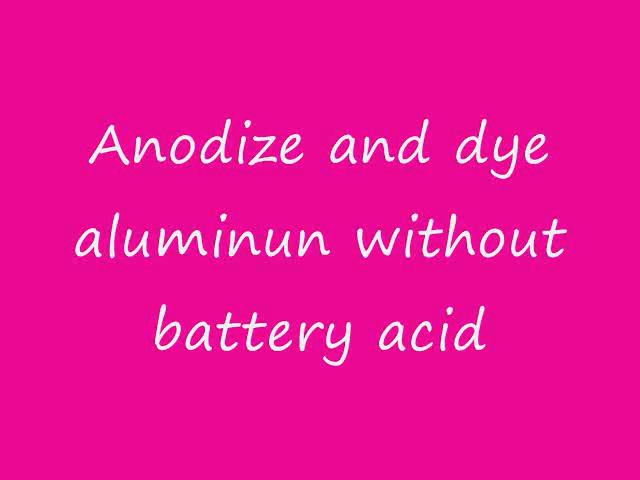 Anodize and dye
aluminun without
battery acid